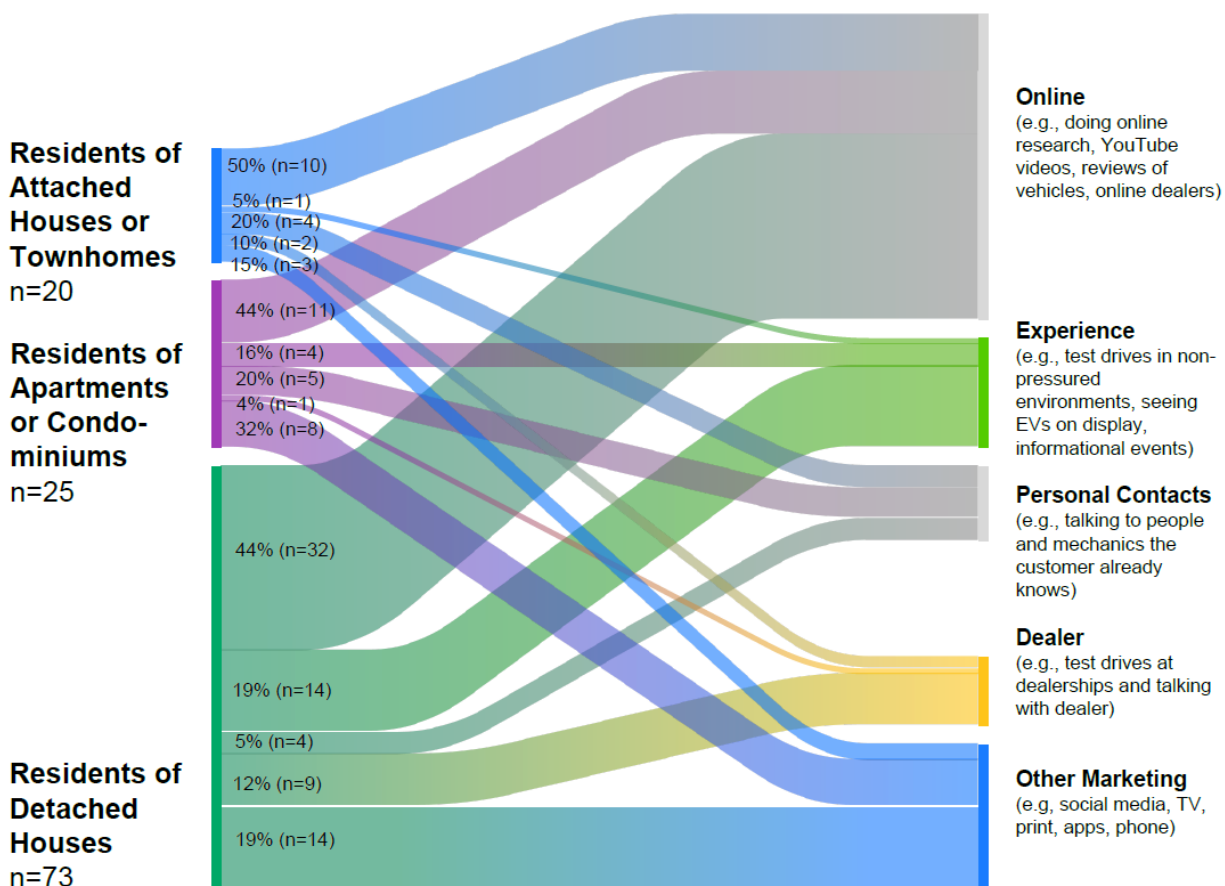 Residents of
Attached
Houses or
Townhomes
n=20
50% (n=10)
5% (n=1)
20% (n=4)
10% (n=2)
15% (n=3)
Residents of
Apartments
or Condo-
miniums
n=25
44% (n=11)
16% (n=4)
20% (n=5)
4% (n=1)
32% (n=8)
Residents of
Detached
Houses
n=73
44% (n=32)
19% (n=14)
5% (n=4)
12% (n=9)
19% (n=14)
Online
(e.g., doing online
research, YouTube
videos, reviews of
vehicles, online dealers)
Experience
(e.g., test drives in non-
pressured
environments, seeing
EVs on display,
informational events)
Personal Contacts
(e.g., talking to people
and mechanics the
customer already
knows)
Dealer
(e.g., test drives at
dealerships and talking
with dealer)
Other Marketing
(e.g, social media, TV,
print, apps, phone)